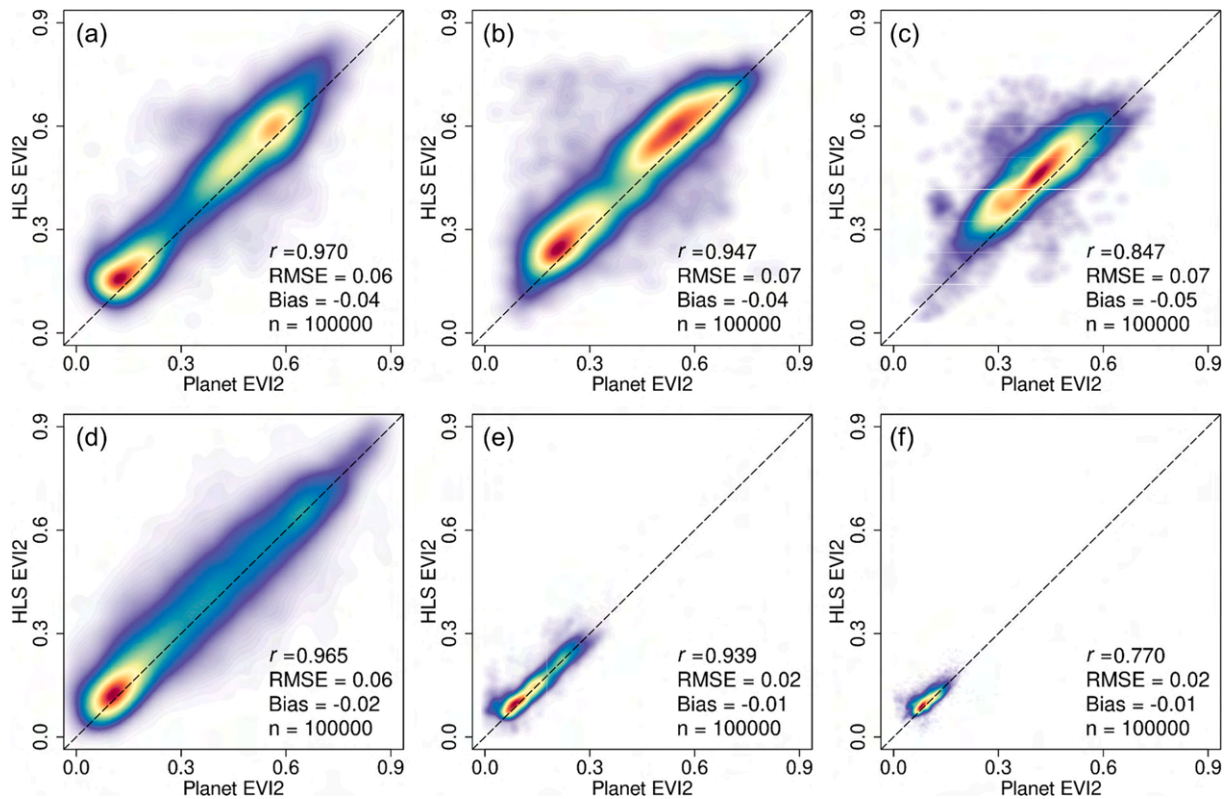 (a)
0.9
0.6
0.3
0.0
HLS EVI2
r =0.970
RMSE = 0.06
Bias = -0.04
n = 100000
0.0 0.3 0.6 0.9
Planet EVI2
(b)
0.9
0.6
0.3
0.0
HLS EVI2
r =0.947
RMSE = 0.07
Bias = -0.04
n = 100000
0.0 0.3 0.6 0.9
Planet EVI2
(c)
0.9
0.6
0.3
0.0
HLS EVI2
r =0.847
RMSE = 0.07
Bias = -0.05
n = 100000
0.0 0.3 0.6 0.9
Planet EVI2
(d)
0.9
0.6
0.3
0.0
HLS EVI2
r =0.965
RMSE = 0.06
Bias = -0.02
n = 100000
0.0 0.3 0.6 0.9
Planet EVI2
(e)
0.9
0.6
0.3
0.0
HLS EVI2
r =0.939
RMSE = 0.02
Bias = -0.01
n = 100000
0.0 0.3 0.6 0.9
Planet EVI2
(f)
0.9
0.6
0.3
0.0
HLS EVI2
r =0.770
RMSE = 0.02
Bias = -0.01
n = 100000
0.0 0.3 0.6 0.9
Planet EVI2